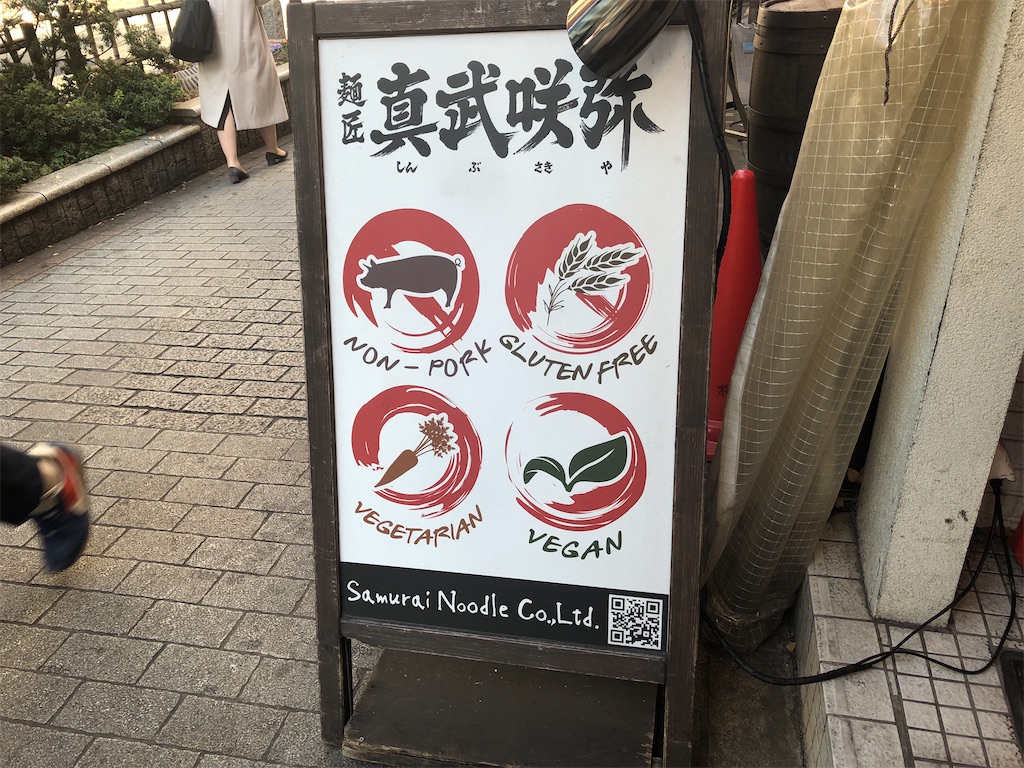 麺匠
真武咲弥
しん ぶ さき や
NON-PORK
GLUTEN FREE
VEGETARIAN
VEGAN
Samurai Noodle Co.,Ltd.